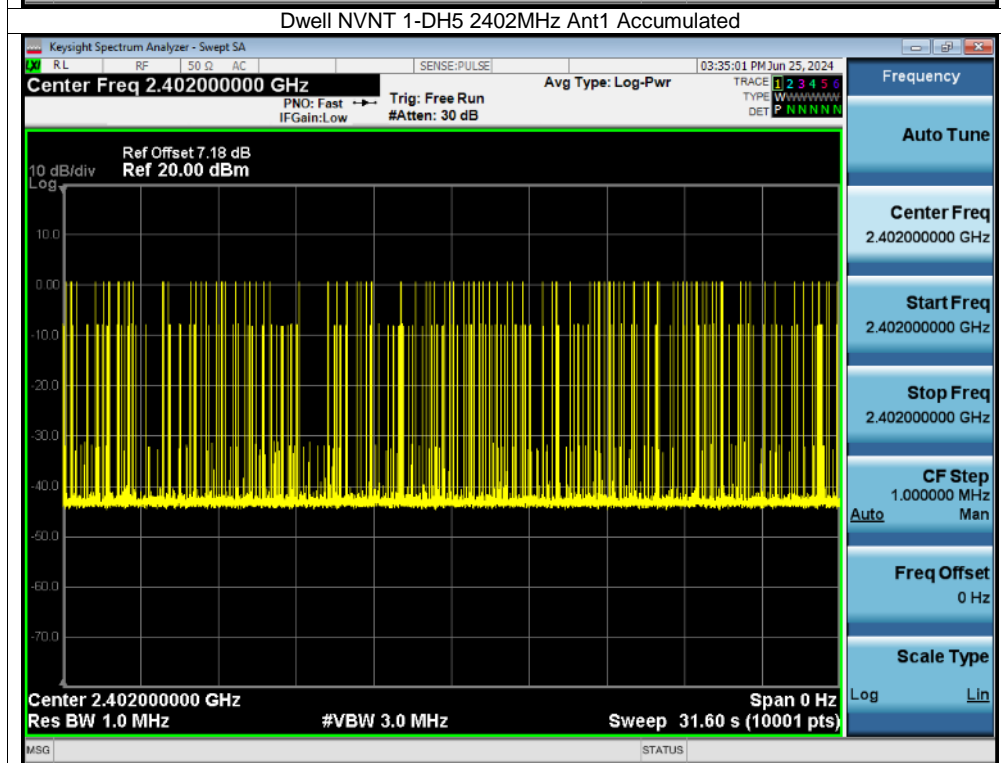 Dwell NVNT 1-DH5 2402MHz Ant1 Accumulated
Keysight Spectrum Analyzer - Swept SA
RL RF 50 Ω AC SENSE:PULSE 03:35:01 PM Jun 25, 2024
Center Freq 2.402000000 GHz
PNO: Fast
IFGain:Low
Trig: Free Run
#Atten: 30 dB
Avg Type: Log-Pwr
TRACE 1 2 3 4 5 6
TYPE WWWWWW
DET P N N N N N
Ref Offset 7.18 dB
10 dB/div Ref 20.00 dBm
Log
10.0
0.00
-10.0
-20.0
-30.0
-40.0
-50.0
-60.0
-70.0
Center 2.402000000 GHz Span 0 Hz
Res BW 1.0 MHz #VBW 3.0 MHz Sweep 31.60 s (10001 pts)
MSG STATUS
Frequency
Auto Tune
Center Freq
2.402000000 GHz
Start Freq
2.402000000 GHz
Stop Freq
2.402000000 GHz
CF Step
1.000000 MHz
Auto Man
Freq Offset
0 Hz
Scale Type
Log Lin